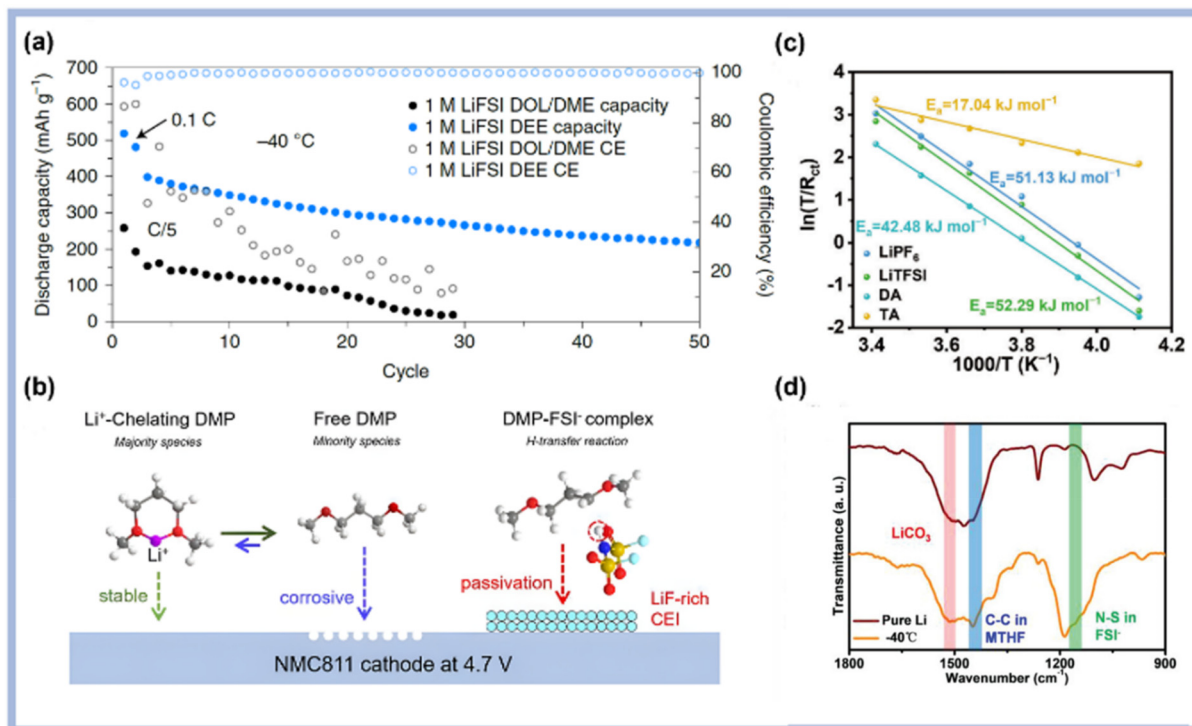 (a)
700
600
500
400
300
200
100
0
Discharge capacity (mAh g⁻¹)
0.1 C
–40 °C
C/5
1 M LiFSI DOL/DME capacity
1 M LiFSI DEE capacity
1 M LiFSI DOL/DME CE
1 M LiFSI DEE CE
100
80
60
40
20
Coulombic efficiency (%)
0 10 20 30 40 50
Cycle
(b)
Li⁺-Chelating DMP
Majority species
Free DMP
Minority species
DMP-FSI⁻ complex
H-transfer reaction
Li⁺
stable
corrosive
passivation
LiF-rich
CEI
NMC811 cathode at 4.7 V
(c)
4
3
2
1
0
-1
-2
ln(T/Rct)
Ea=17.04 kJ mol⁻¹
Ea=51.13 kJ mol⁻¹
Ea=42.48 kJ mol⁻¹
Ea=52.29 kJ mol⁻¹
LiPF₆
LiTFSI
DA
TA
3.4 3.6 3.8 4.0 4.2
1000/T (K⁻¹)
(d)
Transmittance (a. u.)
LiCO₃
Pure Li
-40℃
C-C in
MTHF
N-S in
FSI⁻
1800 1500 1200 900
Wavenumber (cm⁻¹)